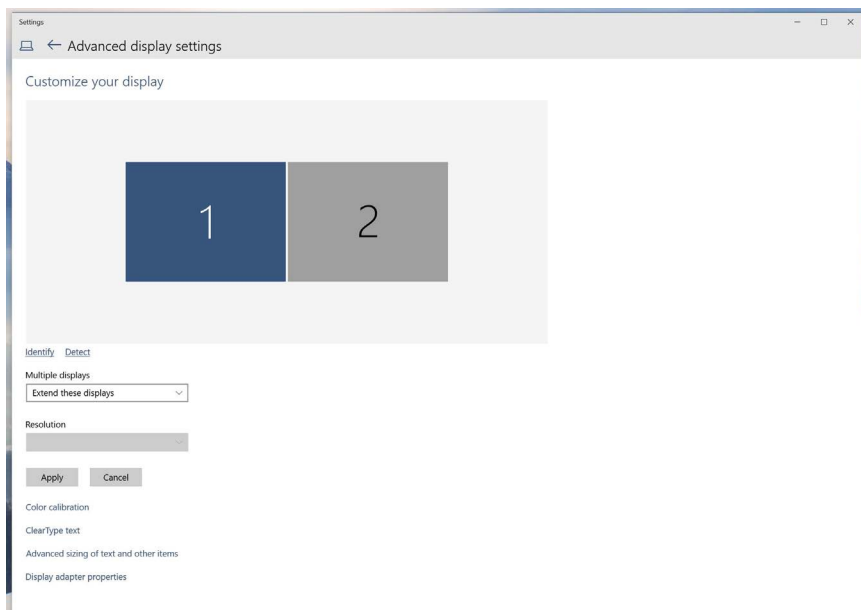 Settings
Advanced display settings
Customize your display
1 2
Identify Detect
Multiple displays
Extend these displays
Resolution
Apply Cancel
Color calibration
ClearType text
Advanced sizing of text and other items
Display adapter properties